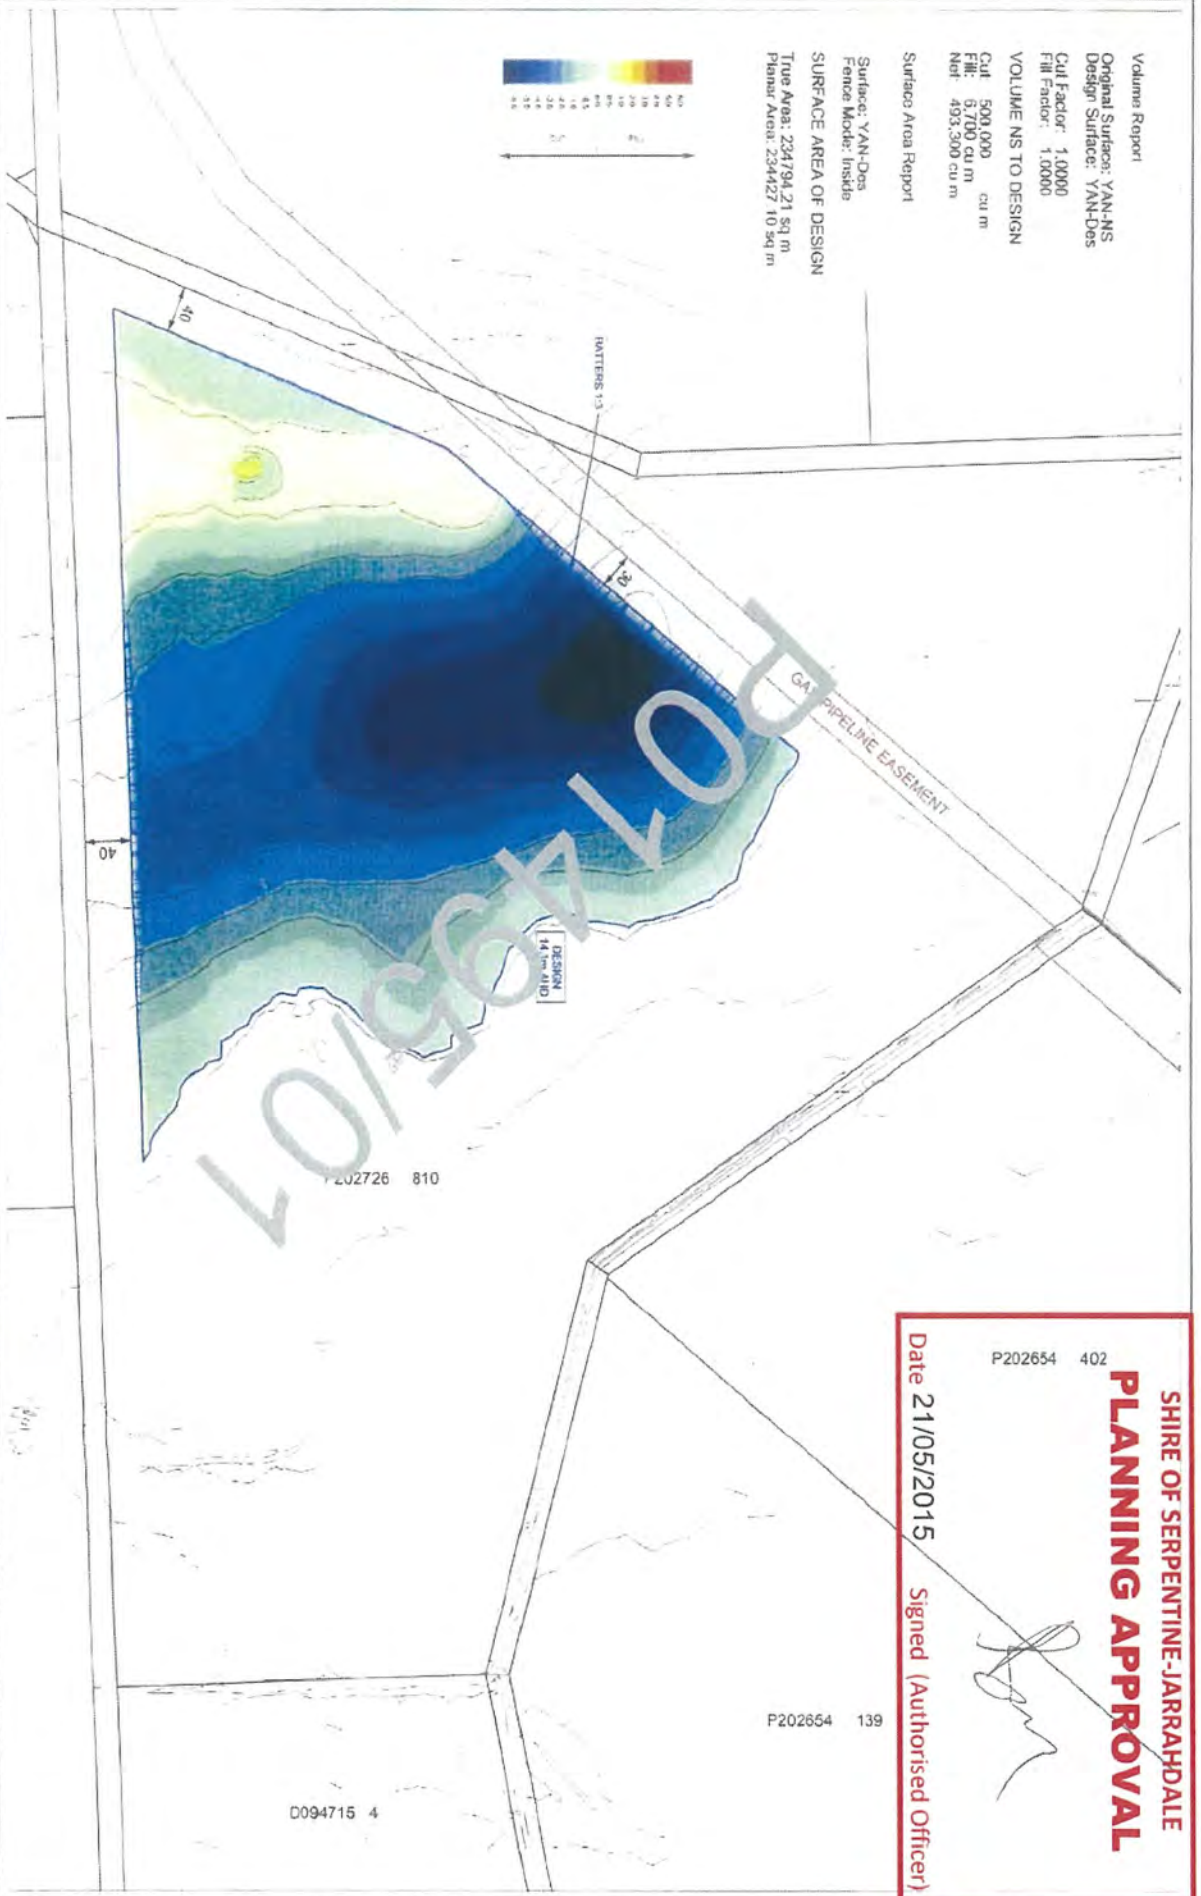 Volume Report
Original Surface: YAN-NS
Design Surface: YAN-Des
Cut Factor: 1.0000
Fill Factor: 1.0000
VOLUME NS TO DESIGN
Cut: 500,000 cu m
Fill: 6,700 cu m
Net: 493,300 cu m
Surface Area Report
Surface: YAN-Des
Fence Mode: Inside
SURFACE AREA OF DESIGN
True Area: 234794.21 sq m
Planar Area: 234427.10 sq m
SHIRE OF SERPENTINE-JARRAHDALE
PLANNING APPROVAL
Date 21/05/2015 Signed (Authorised Officer)
P202654 402
P202654 139
GAS PIPELINE EASEMENT
BATTERS 1:3
30
40
40
DESIGN
14.1m AHD
P202726 810
D094715 4
P014495/01